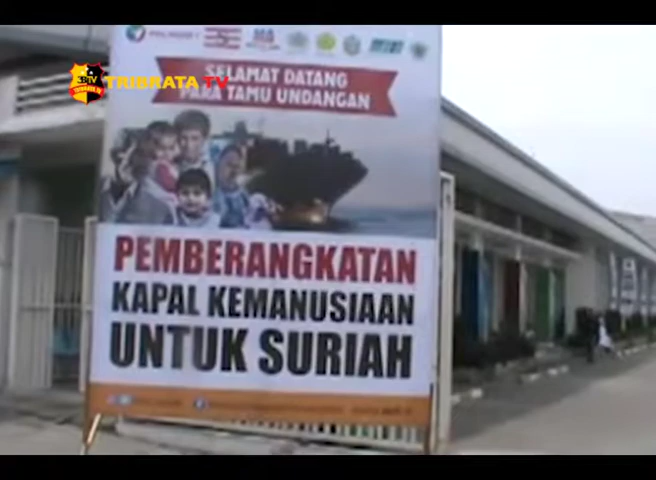 TRIBRATA TV
SELAMAT DATANG
PARA TAMU UNDANGAN
PEMBERANGKATAN
KAPAL KEMANUSIAAN
UNTUK SURIAH